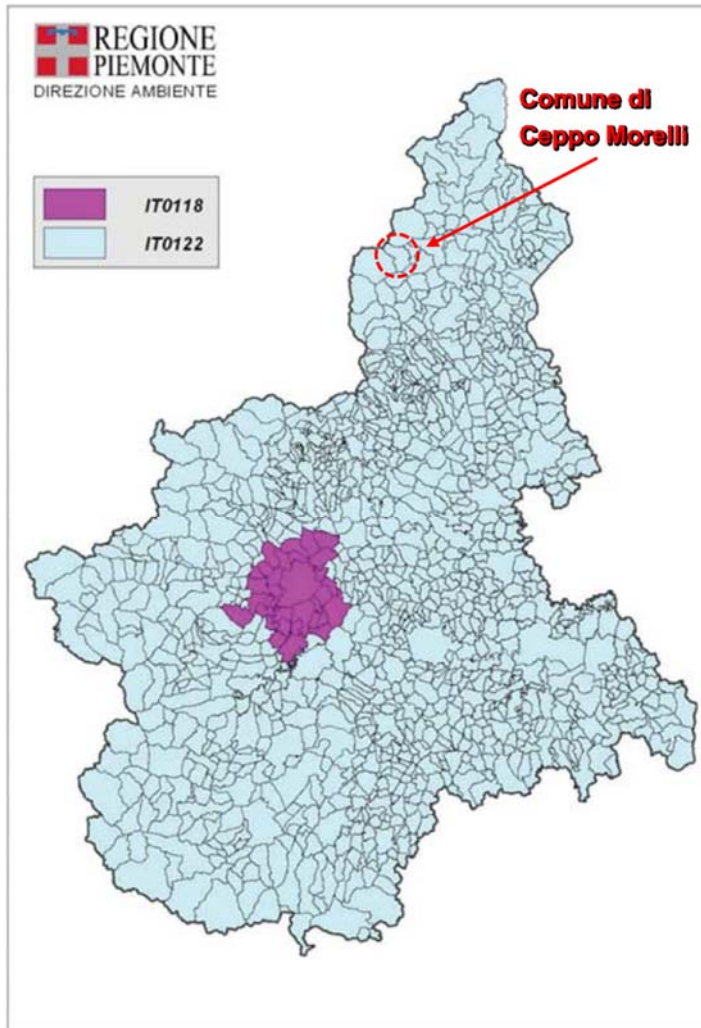 REGIONE
PIEMONTE
DIREZIONE AMBIENTE
Comune di
Ceppo Morelli
IT0118
IT0122